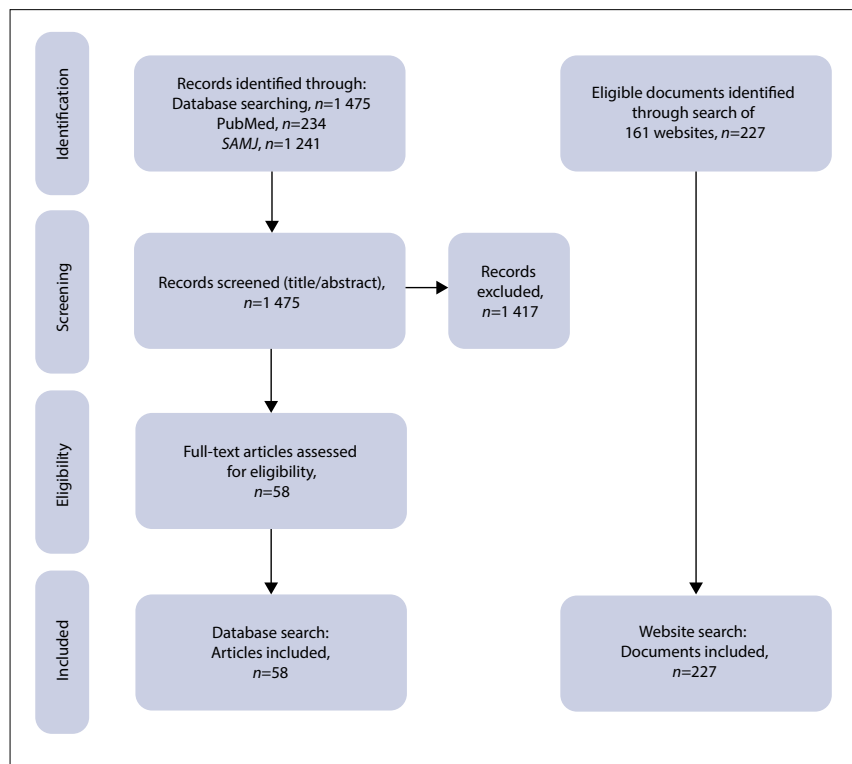 Identification
Records identified through:
Database searching, n=1 475
PubMed, n=234
SAMJ, n=1 241
Eligible documents identified
through search of
161 websites, n=227
Screening
Records screened (title/abstract),
n=1 475
Records
excluded,
n=1 417
Eligibility
Full-text articles assessed
for eligibility,
n=58
Included
Database search:
Articles included,
n=58
Website search:
Documents included,
n=227